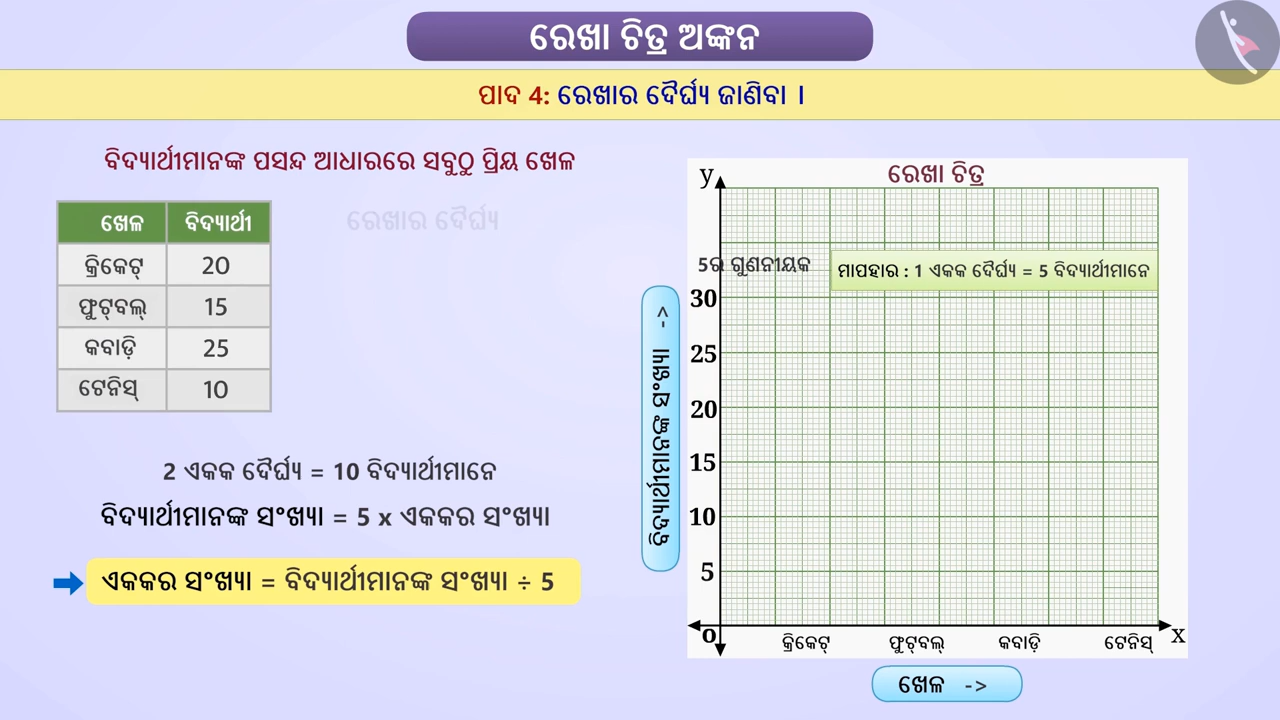 ରେଖା ଚିତ୍ର ଅଙ୍କନ
ପାଦ 4: ରେଖାର ଦୈର୍ଘ୍ୟ ଜାଣିବା ।
ବିଦ୍ୟାର୍ଥୀମାନଙ୍କ ପସନ୍ଦ ଆଧାରରେ ସବୁଠୁ ପ୍ରିୟ ଖେଳ
ରେଖାର ଦୈର୍ଘ୍ୟ
ଖେଳ ବିଦ୍ୟାର୍ଥୀ
କ୍ରିକେଟ୍ 20
ଫୁଟ୍‌ବଲ୍ 15
କବାଡ଼ି 25
ଟେନିସ୍ 10
2 ଏକକ ଦୈର୍ଘ୍ୟ = 10 ବିଦ୍ୟାର୍ଥୀମାନେ
ବିଦ୍ୟାର୍ଥୀମାନଙ୍କ ସଂଖ୍ୟା = 5 x ଏକକର ସଂଖ୍ୟା
ଏକକର ସଂଖ୍ୟା = ବିଦ୍ୟାର୍ଥୀମାନଙ୍କ ସଂଖ୍ୟା ÷ 5
y
ରେଖା ଚିତ୍ର
5ର ଗୁଣନୀୟକ
ମାପହାର : 1 ଏକକ ଦୈର୍ଘ୍ୟ = 5 ବିଦ୍ୟାର୍ଥୀମାନେ
ବିଦ୍ୟାର୍ଥୀମାନଙ୍କ ସଂଖ୍ୟା ->
30
25
20
15
10
5
O
x
କ୍ରିକେଟ୍ ଫୁଟ୍‌ବଲ୍ କବାଡ଼ି ଟେନିସ୍
ଖେଳ ->